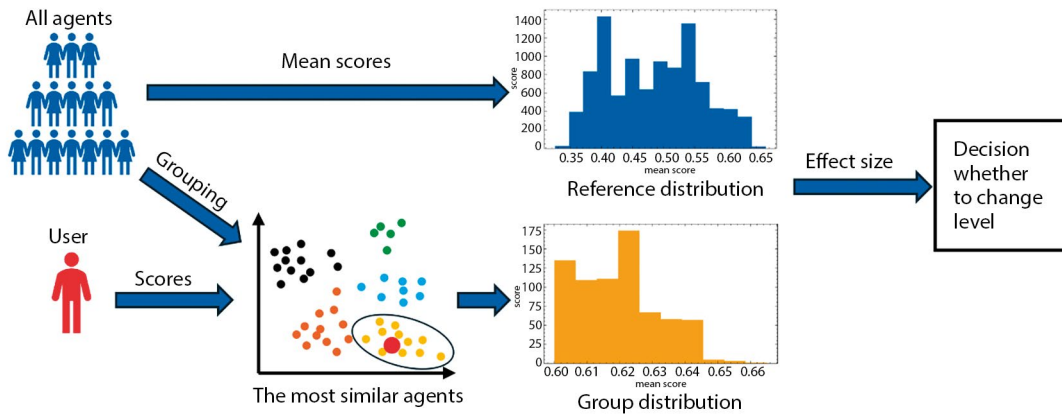 All agents
Mean scores
Grouping
User
Scores
The most similar agents
score
1400
1200
1000
800
600
400
200
0
0.35 0.40 0.45 0.50 0.55 0.60 0.65
mean score
Reference distribution
score
175
150
125
100
75
50
25
0
0.60 0.61 0.62 0.63 0.64 0.65 0.66
mean score
Group distribution
Effect size
Decision
whether
to change
level